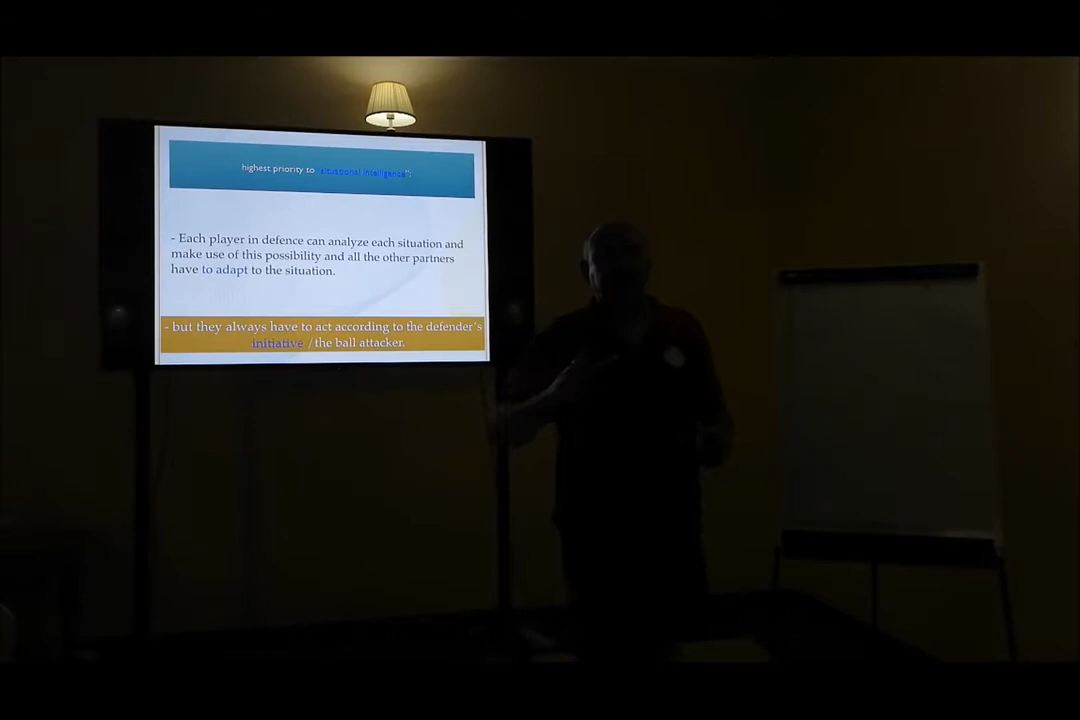 highest priority to "situational intelligence":
- Each player in defence can analyze each situation and
make use of this possibility and all the other partners
have to adapt to the situation.
- but they always have to act according to the defender's
initiative / the ball attacker.